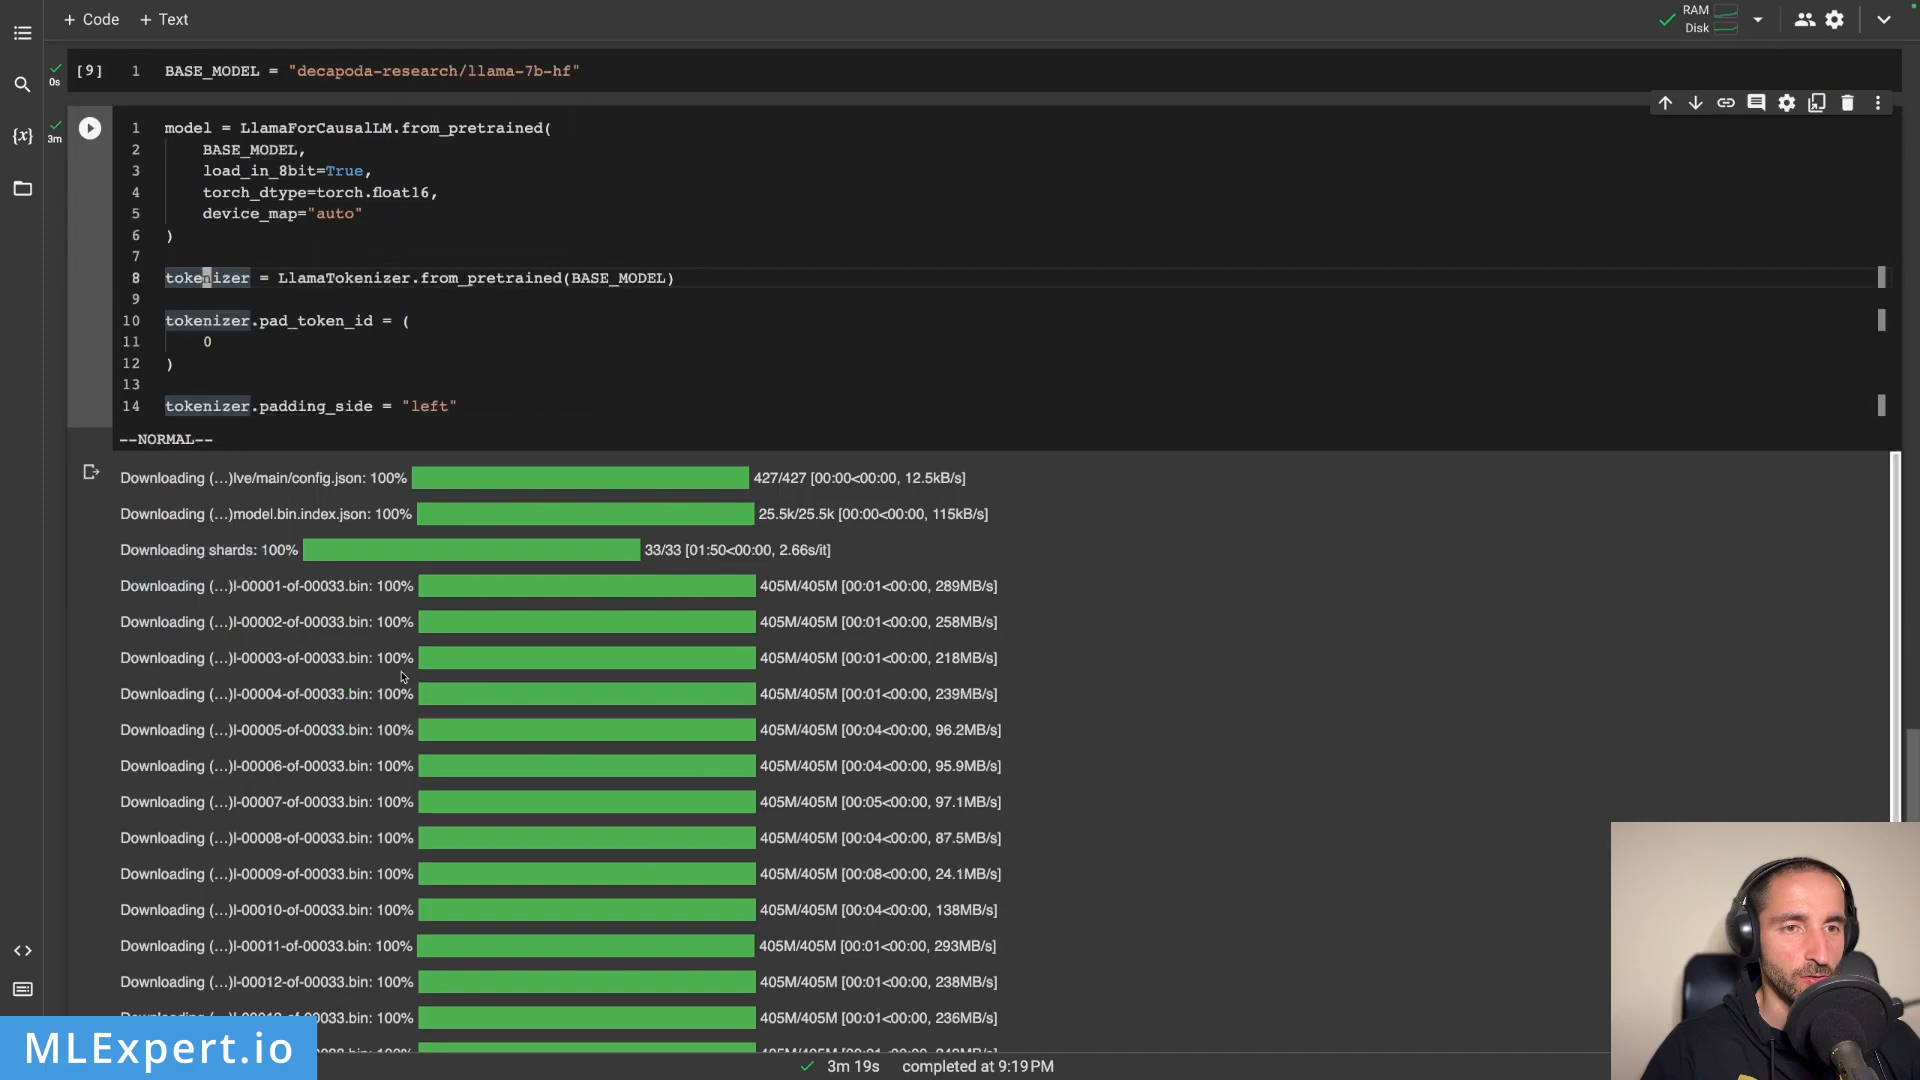 + Code + Text
RAM
Disk
0s
[9] 1 BASE_MODEL = "decapoda-research/llama-7b-hf"
{x}
3m
1 model = LlamaForCausalLM.from_pretrained(
2 BASE_MODEL,
3 load_in_8bit=True,
4 torch_dtype=torch.float16,
5 device_map="auto"
6 )
7
8 tokenizer = LlamaTokenizer.from_pretrained(BASE_MODEL)
9
10 tokenizer.pad_token_id = (
11 0
12 )
13
14 tokenizer.padding_side = "left"
--NORMAL--
Downloading (…)lve/main/config.json: 100% 427/427 [00:00<00:00, 12.5kB/s]
Downloading (…)model.bin.index.json: 100% 25.5k/25.5k [00:00<00:00, 115kB/s]
Downloading shards: 100% 33/33 [01:50<00:00, 2.66s/it]
Downloading (…)l-00001-of-00033.bin: 100% 405M/405M [00:01<00:00, 289MB/s]
Downloading (…)l-00002-of-00033.bin: 100% 405M/405M [00:01<00:00, 258MB/s]
Downloading (…)l-00003-of-00033.bin: 100% 405M/405M [00:01<00:00, 218MB/s]
Downloading (…)l-00004-of-00033.bin: 100% 405M/405M [00:01<00:00, 239MB/s]
Downloading (…)l-00005-of-00033.bin: 100% 405M/405M [00:04<00:00, 96.2MB/s]
Downloading (…)l-00006-of-00033.bin: 100% 405M/405M [00:04<00:00, 95.9MB/s]
Downloading (…)l-00007-of-00033.bin: 100% 405M/405M [00:05<00:00, 97.1MB/s]
Downloading (…)l-00008-of-00033.bin: 100% 405M/405M [00:04<00:00, 87.5MB/s]
Downloading (…)l-00009-of-00033.bin: 100% 405M/405M [00:08<00:00, 24.1MB/s]
Downloading (…)l-00010-of-00033.bin: 100% 405M/405M [00:04<00:00, 138MB/s]
Downloading (…)l-00011-of-00033.bin: 100% 405M/405M [00:01<00:00, 293MB/s]
Downloading (…)l-00012-of-00033.bin: 100% 405M/405M [00:01<00:00, 238MB/s]
100% 405M/405M [00:01<00:00, 236MB/s]
MLExpert.io
3m 19s completed at 9:19 PM